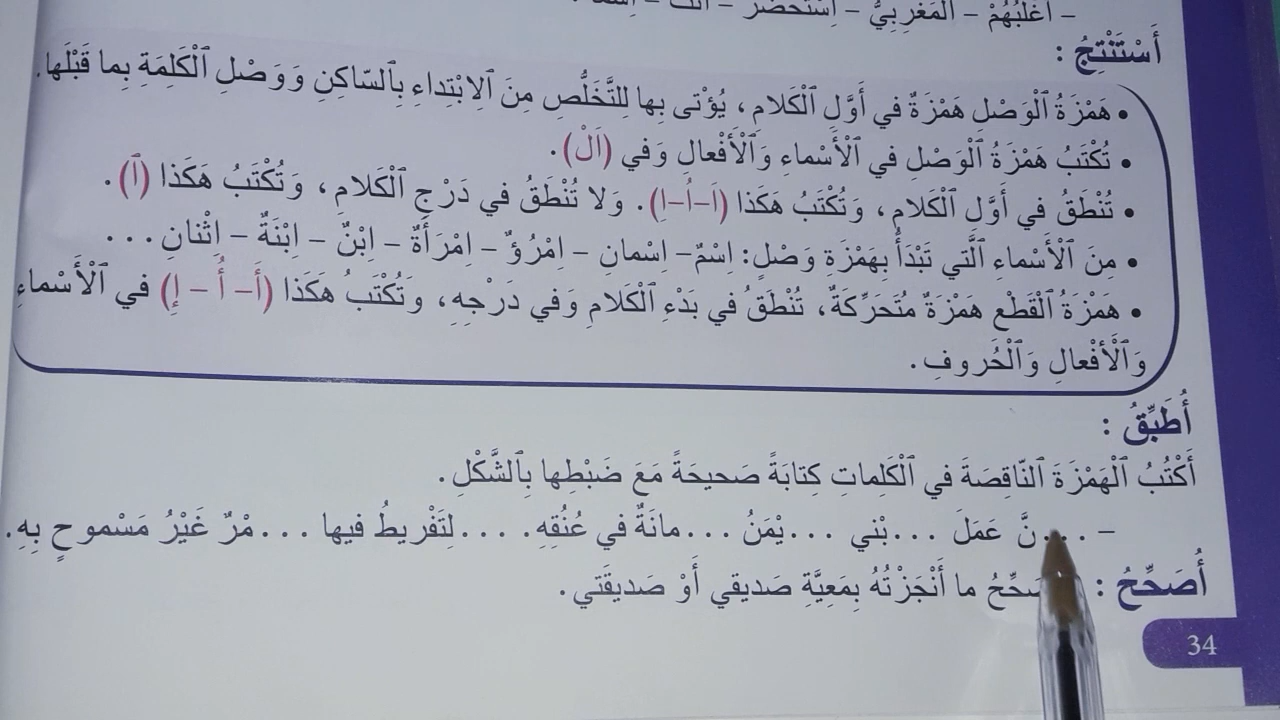 – أَغْلَبُهُمْ – الْمَغْرِبِيُّ – اِسْتَحْضَرَ –
أَسْتَنْتِجُ :
• هَمْزَةُ ٱلْوَصْلِ هَمْزَةٌ في أَوَّلِ ٱلْكَلامِ، يُؤْتى بِها لِلتَّخَلُّصِ مِنَ ٱلِابْتِداءِ بِٱلسّاكِنِ وَوَصْلِ ٱلْكَلِمَةِ بِما قَبْلَها.
• تُكْتَبُ هَمْزَةُ ٱلْوَصْلِ في ٱلْأَسْماءِ وَٱلْأَفْعالِ وَفي (اَلْ).
• تُنْطَقُ في أَوَّلِ ٱلْكَلامِ، وَتُكْتَبُ هَكَذا (اَ-اُ-اِ). وَلا تُنْطَقُ في دَرْجِ ٱلْكَلامِ، وَتُكْتَبُ هَكَذا (ٱ).
• مِنَ ٱلْأَسْماءِ ٱلَّتي تَبْدَأُ بِهَمْزَةِ وَصْلٍ: اِسْمٌ– اِسْمانِ – اِمْرُؤٌ – اِمْرَأَةٌ – اِبْنٌ – اِبْنَةٌ – اِثْنانِ ...
• هَمْزَةُ ٱلْقَطْعِ هَمْزَةٌ مُتَحَرِّكَةٌ، تُنْطَقُ في بَدْءِ ٱلْكَلامِ وَفي دَرْجِهِ، وَتُكْتَبُ هَكَذا (أَ- أُ - إِ) في ٱلْأَسْماءِ
وَٱلْأَفْعالِ وَٱلْحُروفِ.
أُطَبِّقُ :
أَكْتُبُ ٱلْهَمْزَةَ ٱلنّاقِصَةَ في ٱلْكَلِماتِ كِتابَةً صَحيحَةً مَعَ ضَبْطِها بِٱلشَّكْلِ.
– ...نَّ عَمَلَ ...بْني ...يْمَنُ ...مانَةٌ في عُنُقِهِ. ...لتَفْريطُ فيها ...مْرٌ غَيْرُ مَسْموحٍ بِهِ.
أُصَحِّحُ : ما أَنْجَزْتُهُ بِمَعِيَّةِ صَديقي أَوْ صَديقَتي.
34